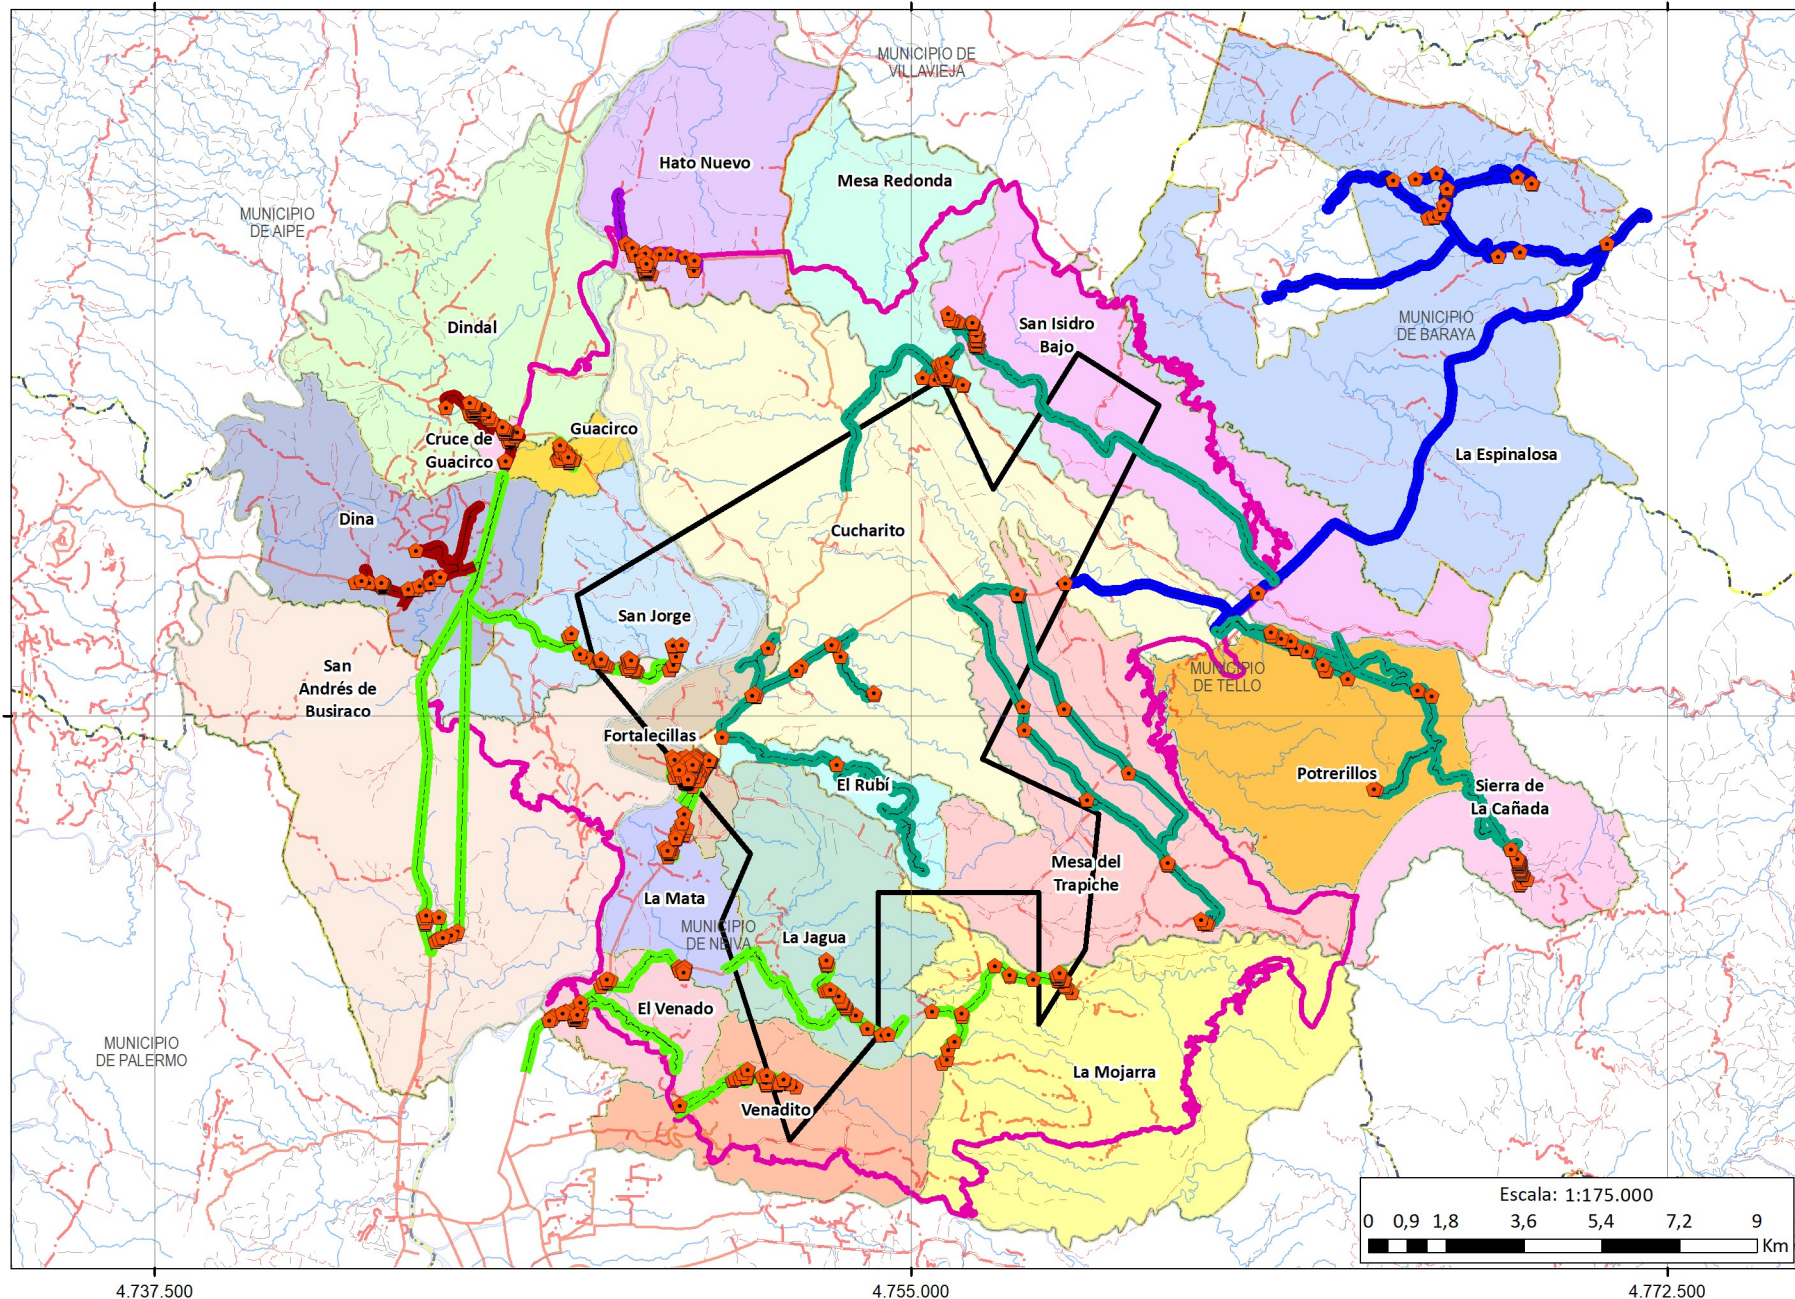 MUNICIPIO DE
VILLAVIEJA
Hato Nuevo
Mesa Redonda
MUNICIPIO
DE AIPE
Dindal
San Isidro
Bajo
MUNICIPIO
DE BARAYA
Guacirco
Cruce de
Guacirco
La Espinalosa
Dina
Cucharito
San Jorge
San
Andrés de
Busiraco
MUNICIPIO
DE TELLO
Fortalecillas
El Rubí
Potrerillos
Sierra de
La Cañada
Mesa del
Trapiche
La Mata
MUNICIPIO
DE NEIVA
La Jagua
El Venado
MUNICIPIO
DE PALERMO
La Mojarra
Venadito
Escala: 1:175.000
0 0,9 1,8 3,6 5,4 7,2 9
Km
4.737.500 4.755.000 4.772.500